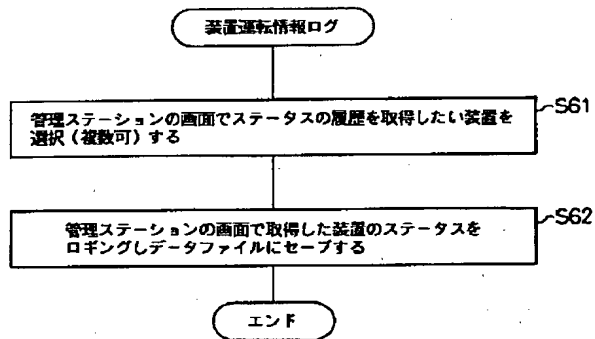 装置運転情報ログ
管理ステーションの画面でステータスの履歴を取得したい装置を
選択（複数可）する
S61
管理ステーションの画面で取得した装置のステータスを
ロギングしデータファイルにセーブする
S62
エンド